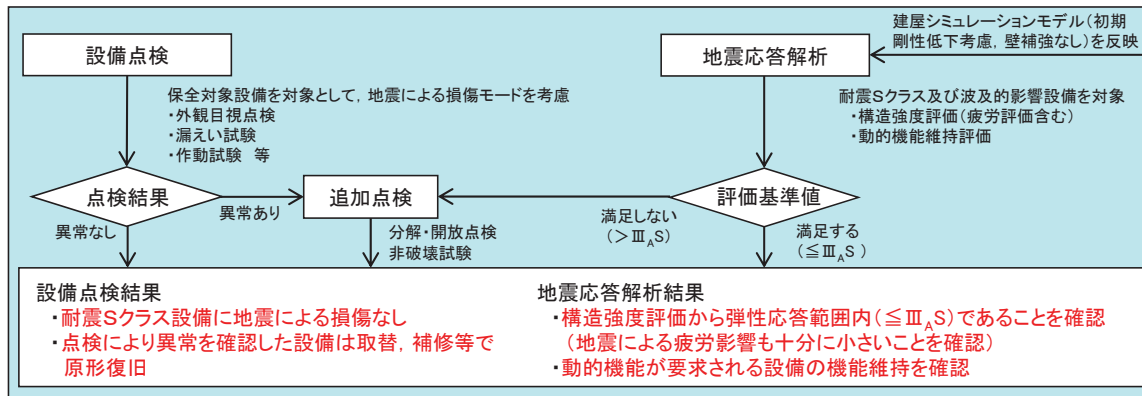 設備点検
保全対象設備を対象として，地震による損傷モードを考慮
・外観目視点検
・漏えい試験
・作動試験　等
点検結果
異常あり
異常なし
追加点検
分解・開放点検
非破壊試験
建屋シミュレーションモデル（初期
剛性低下考慮，壁補強なし）を反映
地震応答解析
耐震Sクラス及び波及的影響設備を対象
・構造強度評価（疲労評価含む）
・動的機能維持評価
評価基準値
満足しない
（＞ⅢAS）
満足する
（≦ⅢAS）
設備点検結果
・耐震Sクラス設備に地震による損傷なし
・点検により異常を確認した設備は取替，補修等で
原形復旧
地震応答解析結果
・構造強度評価から弾性応答範囲内（≦ⅢAS）であることを確認
（地震による疲労影響も十分に小さいことを確認）
・動的機能が要求される設備の機能維持を確認